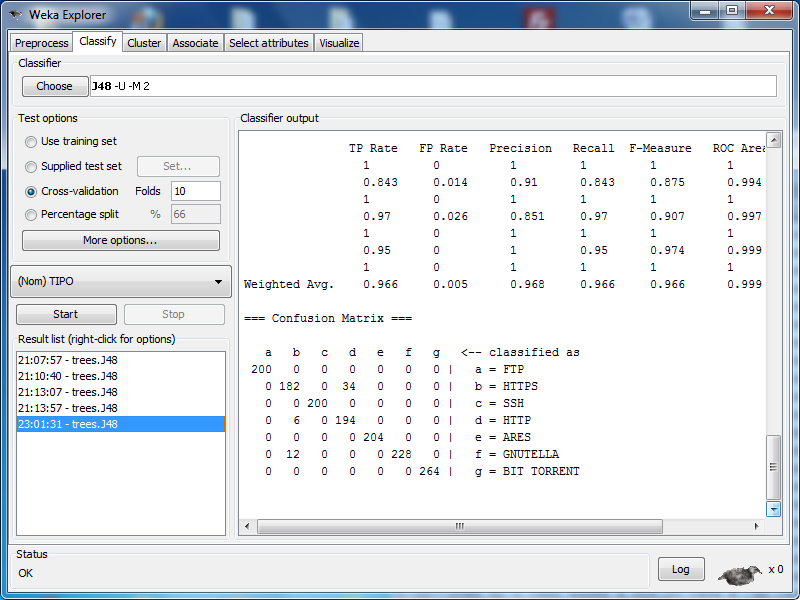 Weka Explorer
Preprocess Classify Cluster Associate Select attributes Visualize
Classifier
Choose J48 -U -M 2
Test options
Use training set
Supplied test set Set...
Cross-validation Folds 10
Percentage split % 66
More options...
(Nom) TIPO
Start Stop
Result list (right-click for options)
21:07:57 - trees.J48
21:10:40 - trees.J48
21:13:07 - trees.J48
21:13:57 - trees.J48
23:01:31 - trees.J48
Classifier output
TP Rate FP Rate Precision Recall F-Measure ROC Area
1 0 1 1 1 1
0.843 0.014 0.91 0.843 0.875 0.994
1 0 1 1 1 1
0.97 0.026 0.851 0.97 0.907 0.997
1 0 1 1 1 1
0.95 0 1 0.95 0.974 0.999
1 0 1 1 1 1
Weighted Avg. 0.966 0.005 0.968 0.966 0.966 0.999
=== Confusion Matrix ===
a b c d e f g <-- classified as
200 0 0 0 0 0 0 | a = FTP
0 182 0 34 0 0 0 | b = HTTPS
0 0 200 0 0 0 0 | c = SSH
0 6 0 194 0 0 0 | d = HTTP
0 0 0 0 204 0 0 | e = ARES
0 12 0 0 0 228 0 | f = GNUTELLA
0 0 0 0 0 0 264 | g = BIT TORRENT
Status
OK
Log x 0